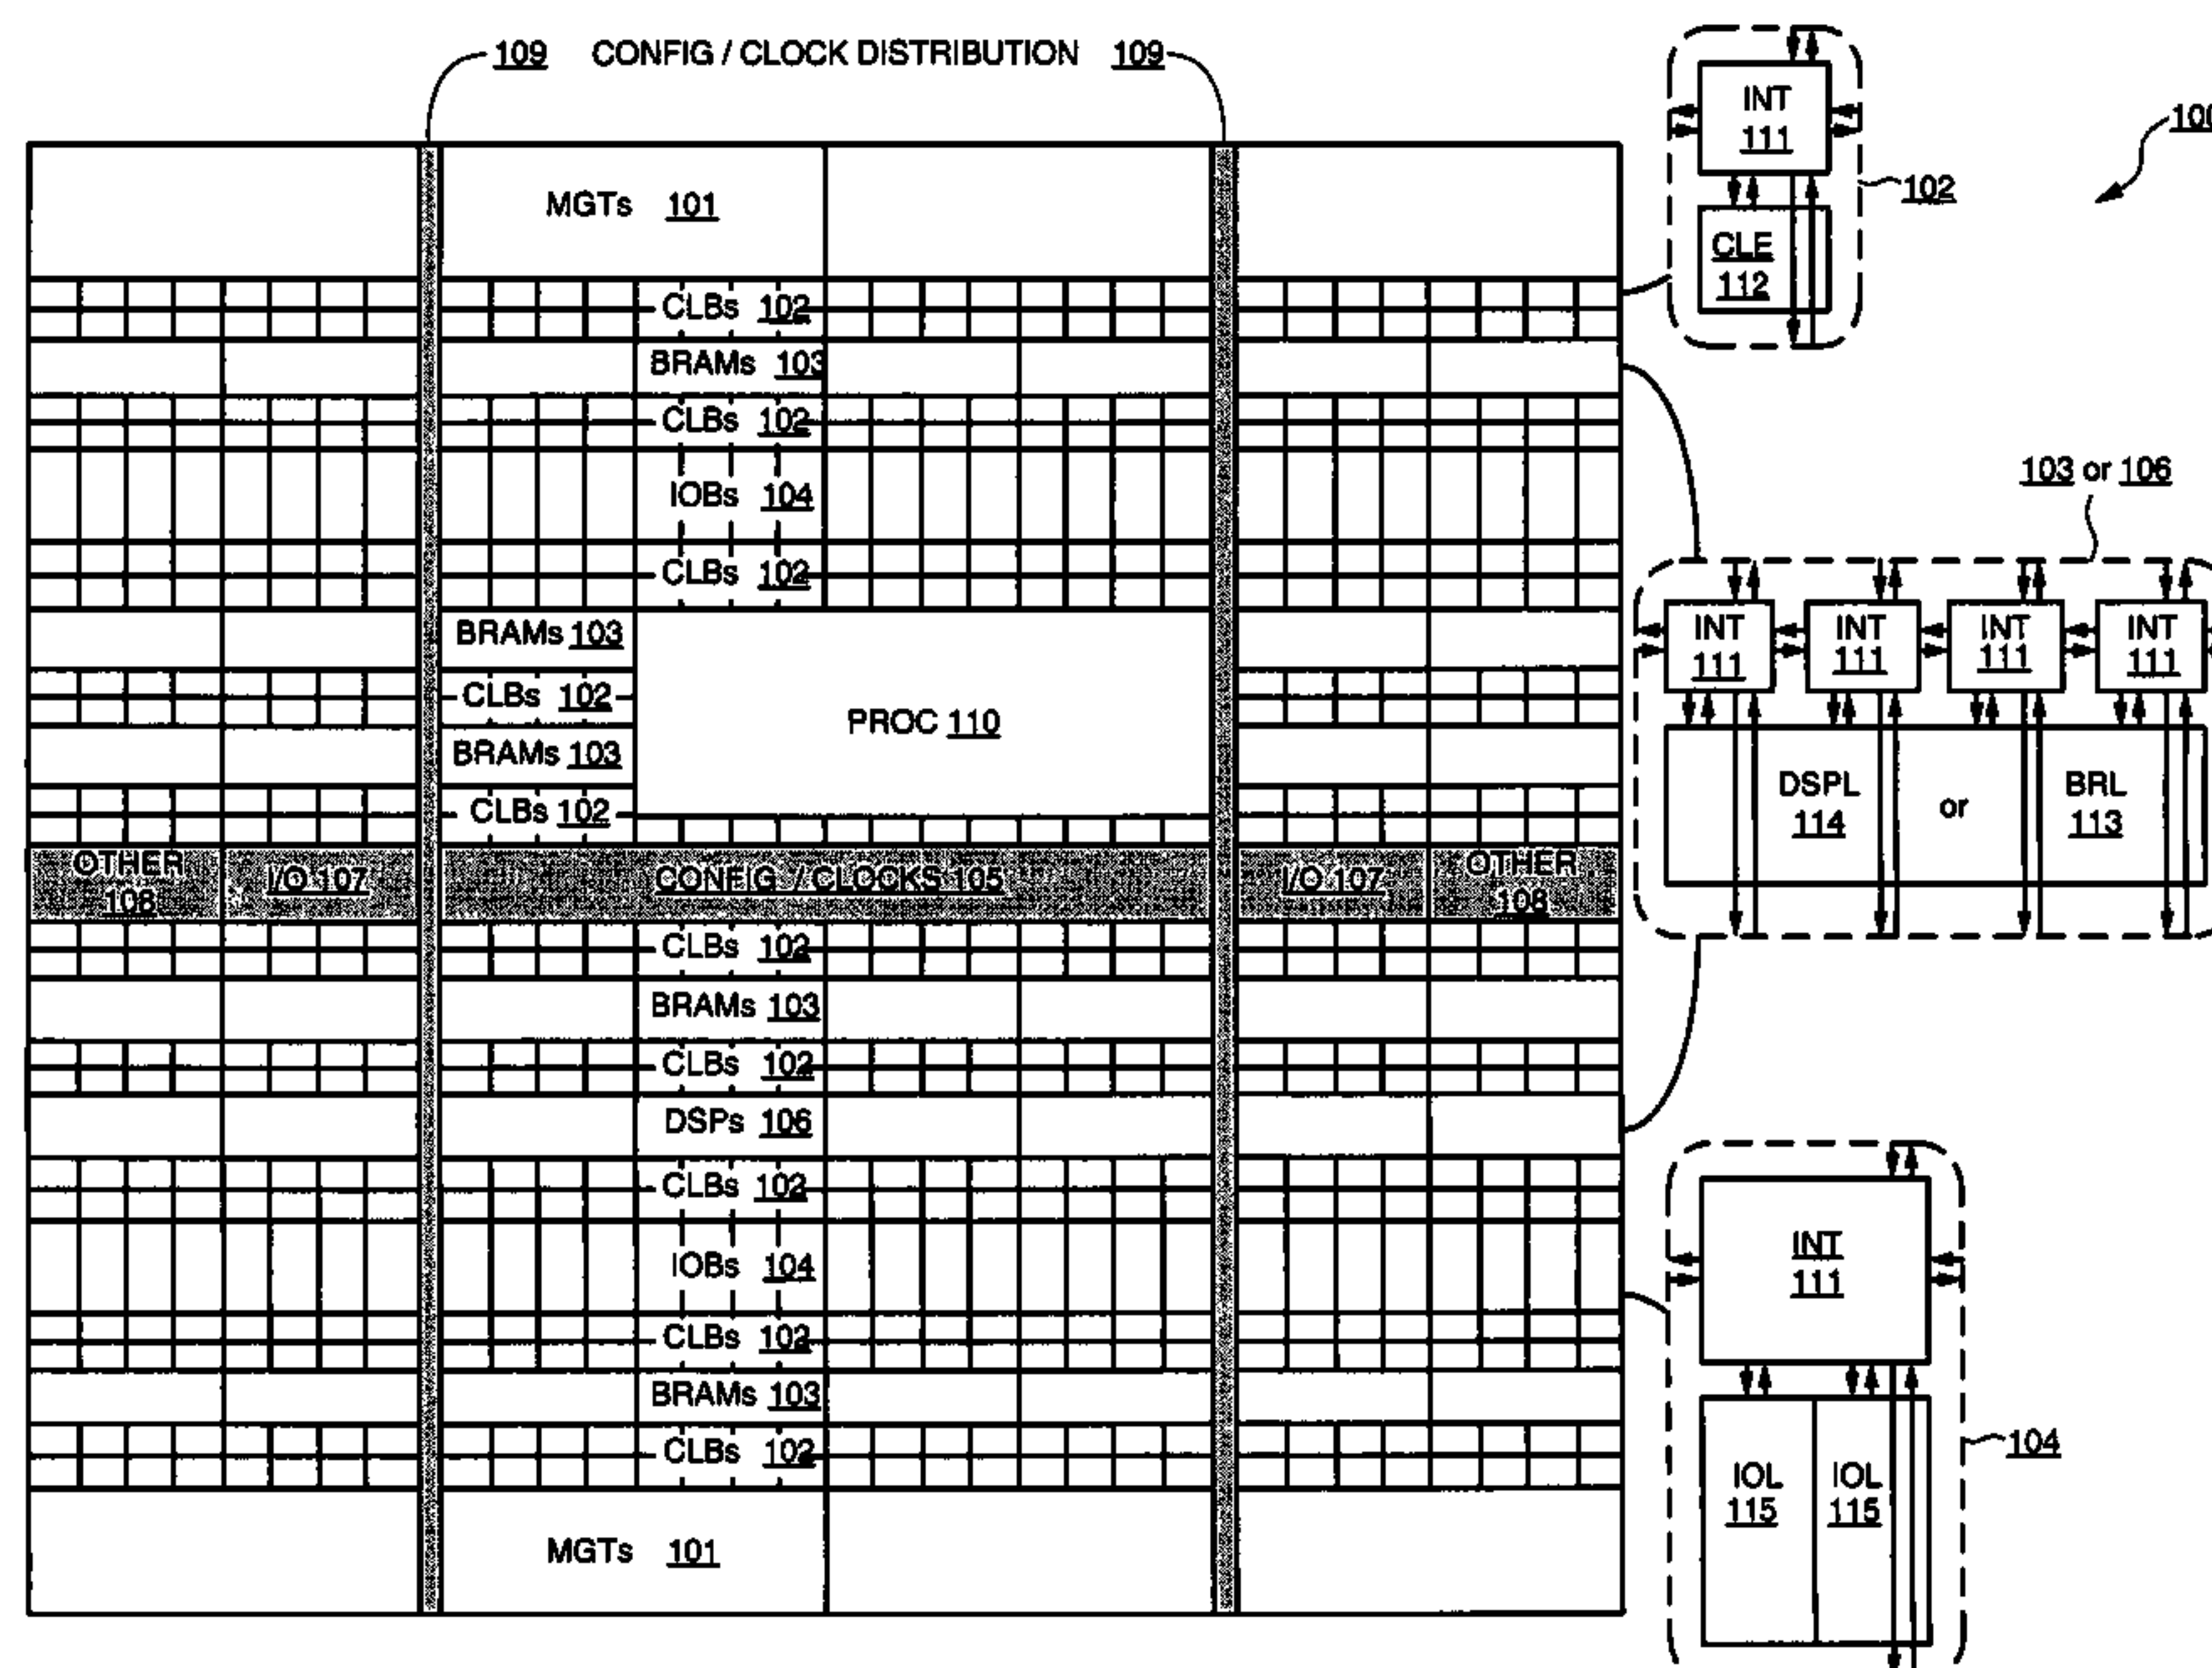 109 CONFIG / CLOCK DISTRIBUTION 109
MGTs 101
CLBs 102
BRAMs 103
CLBs 102
IOBs 104
CLBs 102
BRAMs 103
CLBs 102
PROC 110
BRAMs 103
CLBs 102
OTHER
108
I/O 107
CONFIG / CLOCKS 105
I/O 107
OTHER
108
CLBs 102
BRAMs 103
CLBs 102
DSPs 106
CLBs 102
IOBs 104
CLBs 102
BRAMs 103
CLBs 102
MGTs 101
INT
111
CLE
112
102
103 or 106
INT
111
INT
111
INT
111
INT
111
DSPL
114
or
BRL
113
INT
111
IOL
115
IOL
115
104